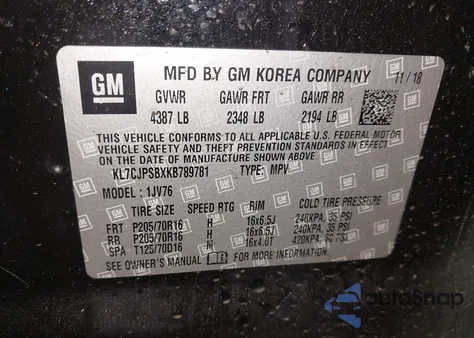 GM
MFD BY GM KOREA COMPANY 11/18
GVWR GAWR FRT GAWR RR
4387 LB 2348 LB 2194 LB
THIS VEHICLE CONFORMS TO ALL APPLICABLE U.S. FEDERAL MOTOR
VEHICLE SAFETY AND THEFT PREVENTION STANDARDS IN EFFECT ON
THE DATE OF MANUFACTURE SHOWN ABOVE.
KL7CJPSBXKB789781 TYPE: MPV
MODEL: 1JV76
TIRE SIZE SPEED RTG RIM COLD TIRE PRESSURE
FRT P205/70R16 H 16x6.5J 240KPA, 35 PSI
RR P205/70R16 H 16x6.5J 240KPA, 35 PSI
SPA T125/70D16 M 16x4.0T 420KPA, 60 PSI
SEE OWNER'S MANUAL FOR MORE INFORMATION
AutoSnap